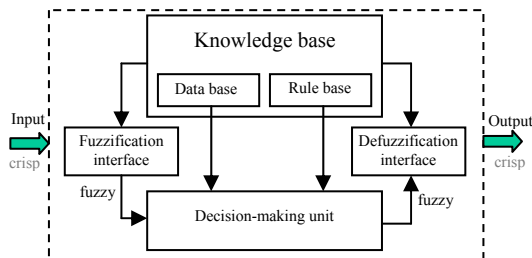 Knowledge base
Data base
Rule base
Input
crisp
Fuzzification
interface
Defuzzification
interface
Output
crisp
fuzzy
Decision-making unit
fuzzy